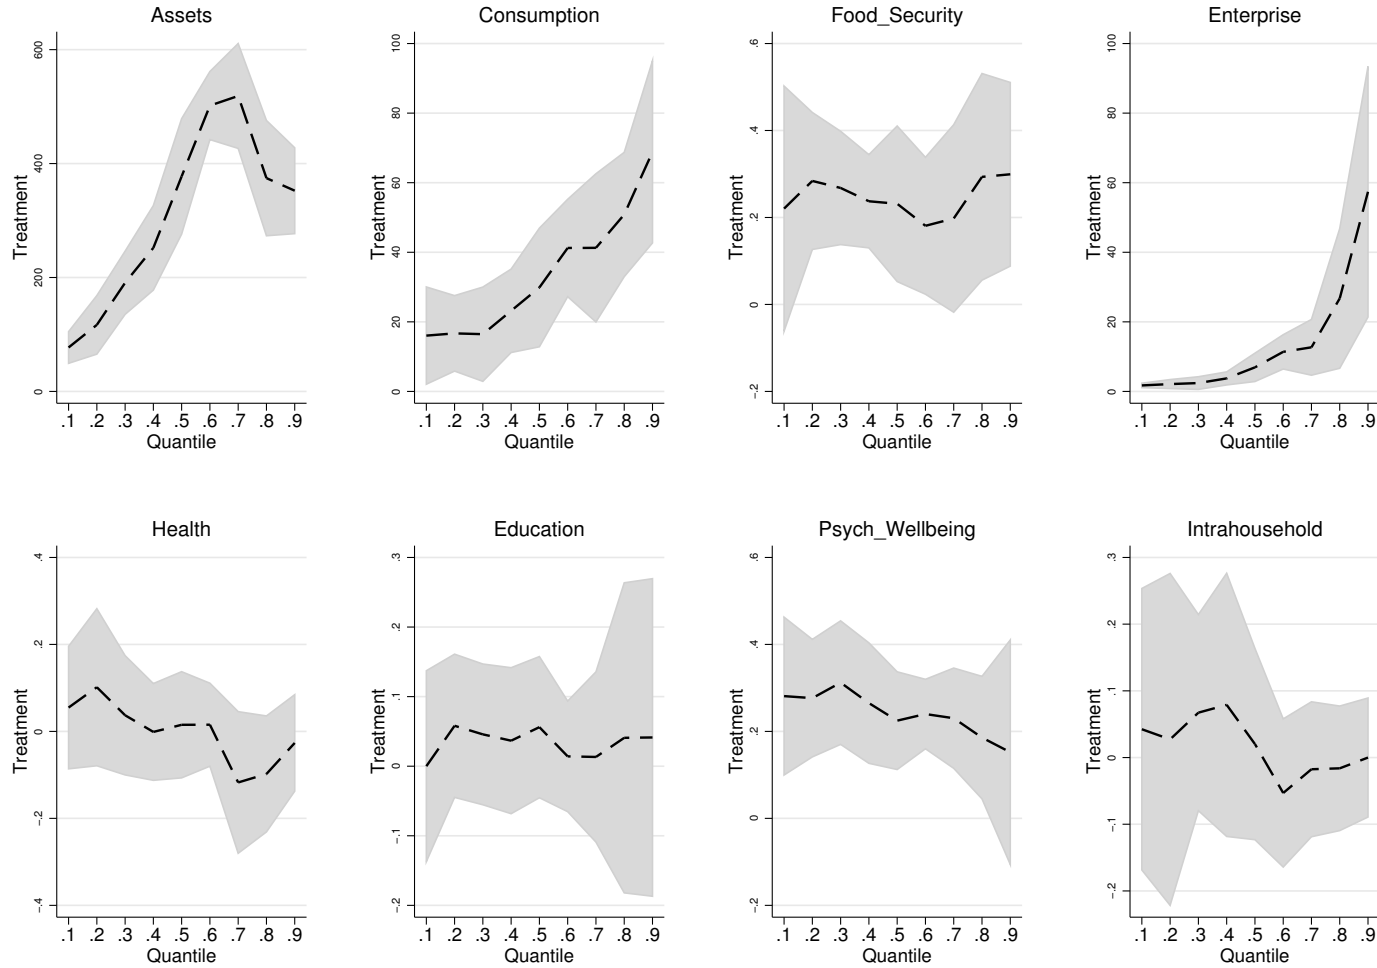 Assets
Treatment
600
400
200
0
.1 .2 .3 .4 .5 .6 .7 .8 .9
Quantile
Consumption
Treatment
100
80
60
40
20
0
.1 .2 .3 .4 .5 .6 .7 .8 .9
Quantile
Food_Security
Treatment
.6
.4
.2
0
-.2
.1 .2 .3 .4 .5 .6 .7 .8 .9
Quantile
Enterprise
Treatment
100
80
60
40
20
0
.1 .2 .3 .4 .5 .6 .7 .8 .9
Quantile
Health
Treatment
.4
.2
0
-.2
-.4
.1 .2 .3 .4 .5 .6 .7 .8 .9
Quantile
Education
Treatment
.3
.2
.1
0
-.1
-.2
.1 .2 .3 .4 .5 .6 .7 .8 .9
Quantile
Psych_Wellbeing
Treatment
.6
.4
.2
0
-.2
.1 .2 .3 .4 .5 .6 .7 .8 .9
Quantile
Intrahousehold
Treatment
.3
.2
.1
0
-.1
-.2
.1 .2 .3 .4 .5 .6 .7 .8 .9
Quantile